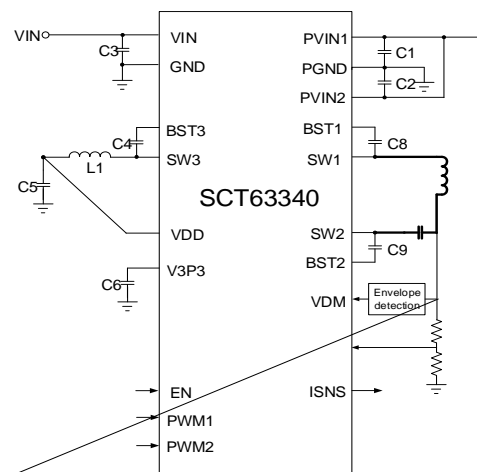 VIN
C3
VIN
GND
PVIN1
C1
PGND
C2
PVIN2
BST3
C4
SW3
L1
C5
BST1
C8
SW1
SCT63340
VDD
SW2
C9
BST2
V3P3
C6
VDM
Envelope
detection
EN
ISNS
PWM1
PWM2